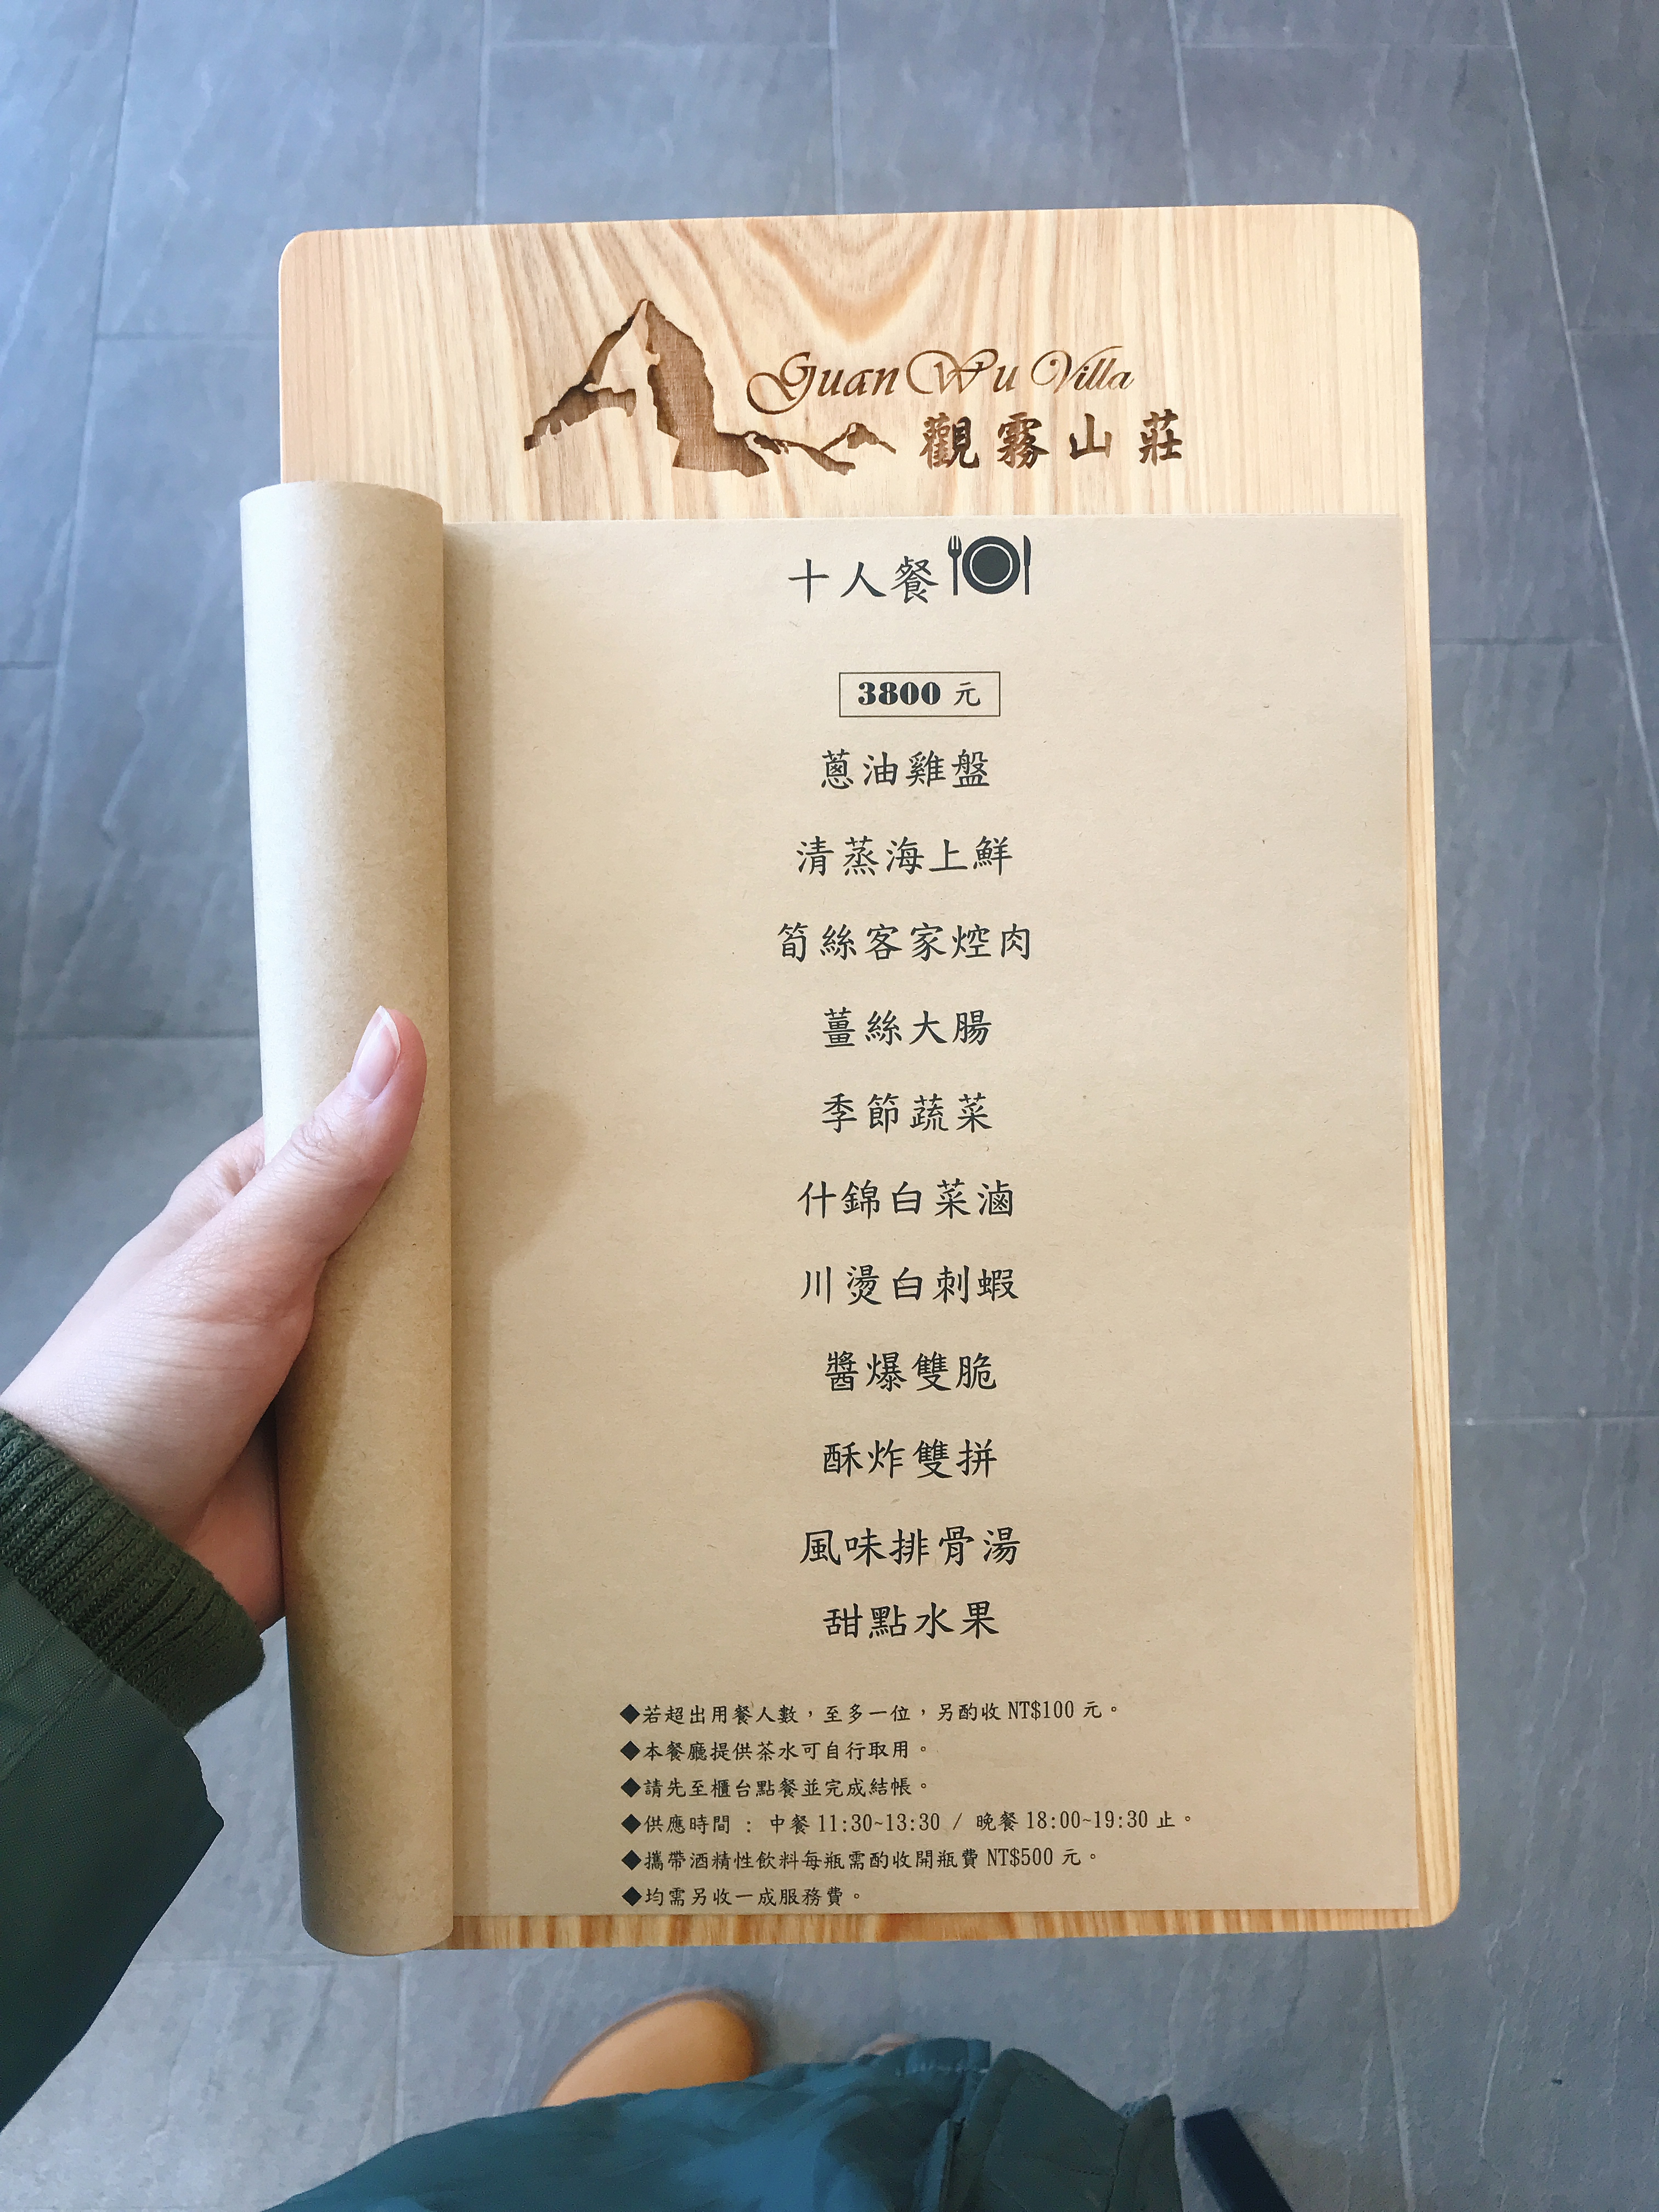 Guan Wu Villa
觀霧山莊
十人餐
3800 元
蔥油雞盤
清蒸海上鮮
筍絲客家焢肉
薑絲大腸
季節蔬菜
什錦白菜滷
川燙白刺蝦
醬爆雙脆
酥炸雙拼
風味排骨湯
甜點水果
◆若超出用餐人數，至多一位，另酌收 NT$100 元。
◆本餐廳提供茶水可自行取用。
◆請先至櫃台點餐並完成結帳。
◆供應時間 : 中餐 11:30~13:30 / 晚餐 18:00~19:30 止。
◆攜帶酒精性飲料每瓶需酌收開瓶費 NT$500 元。
◆均需另收一成服務費。